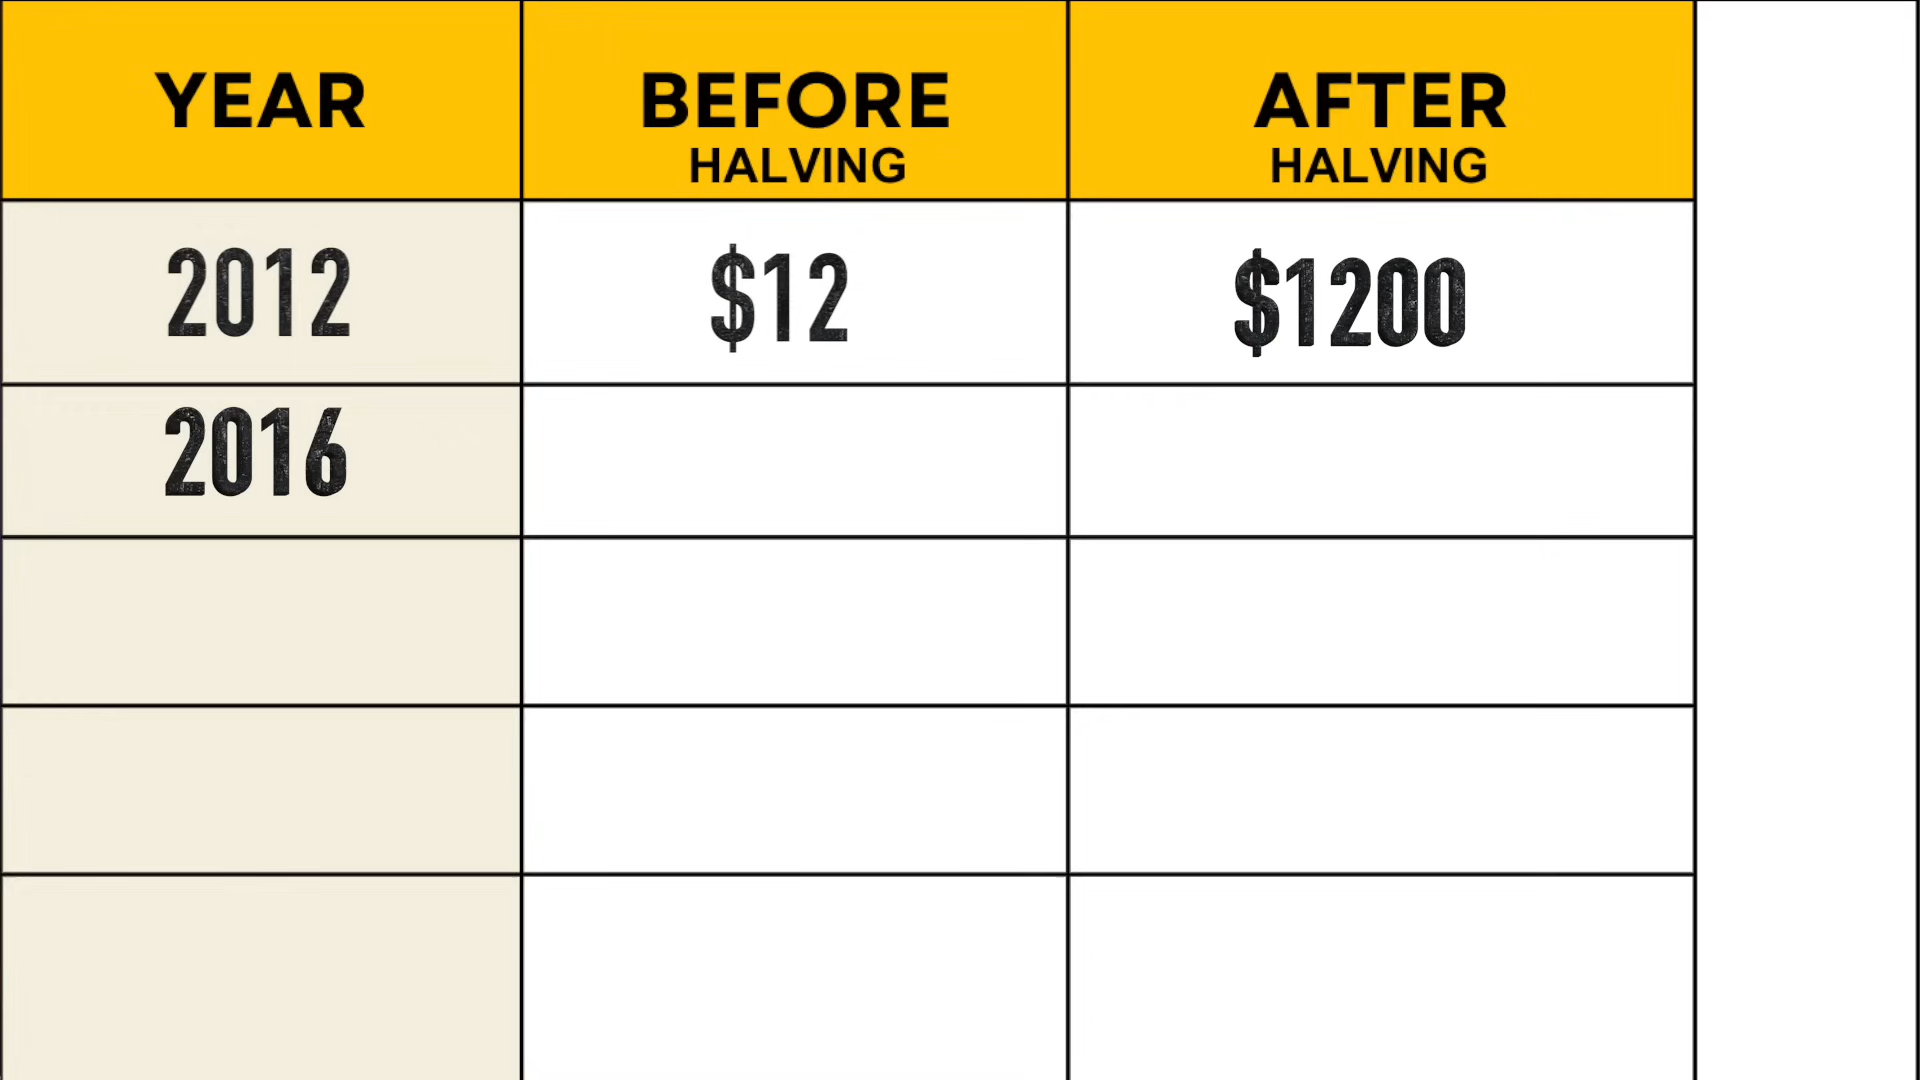 YEAR
BEFORE
HALVING
AFTER
HALVING
2012
$12
$1200
2016